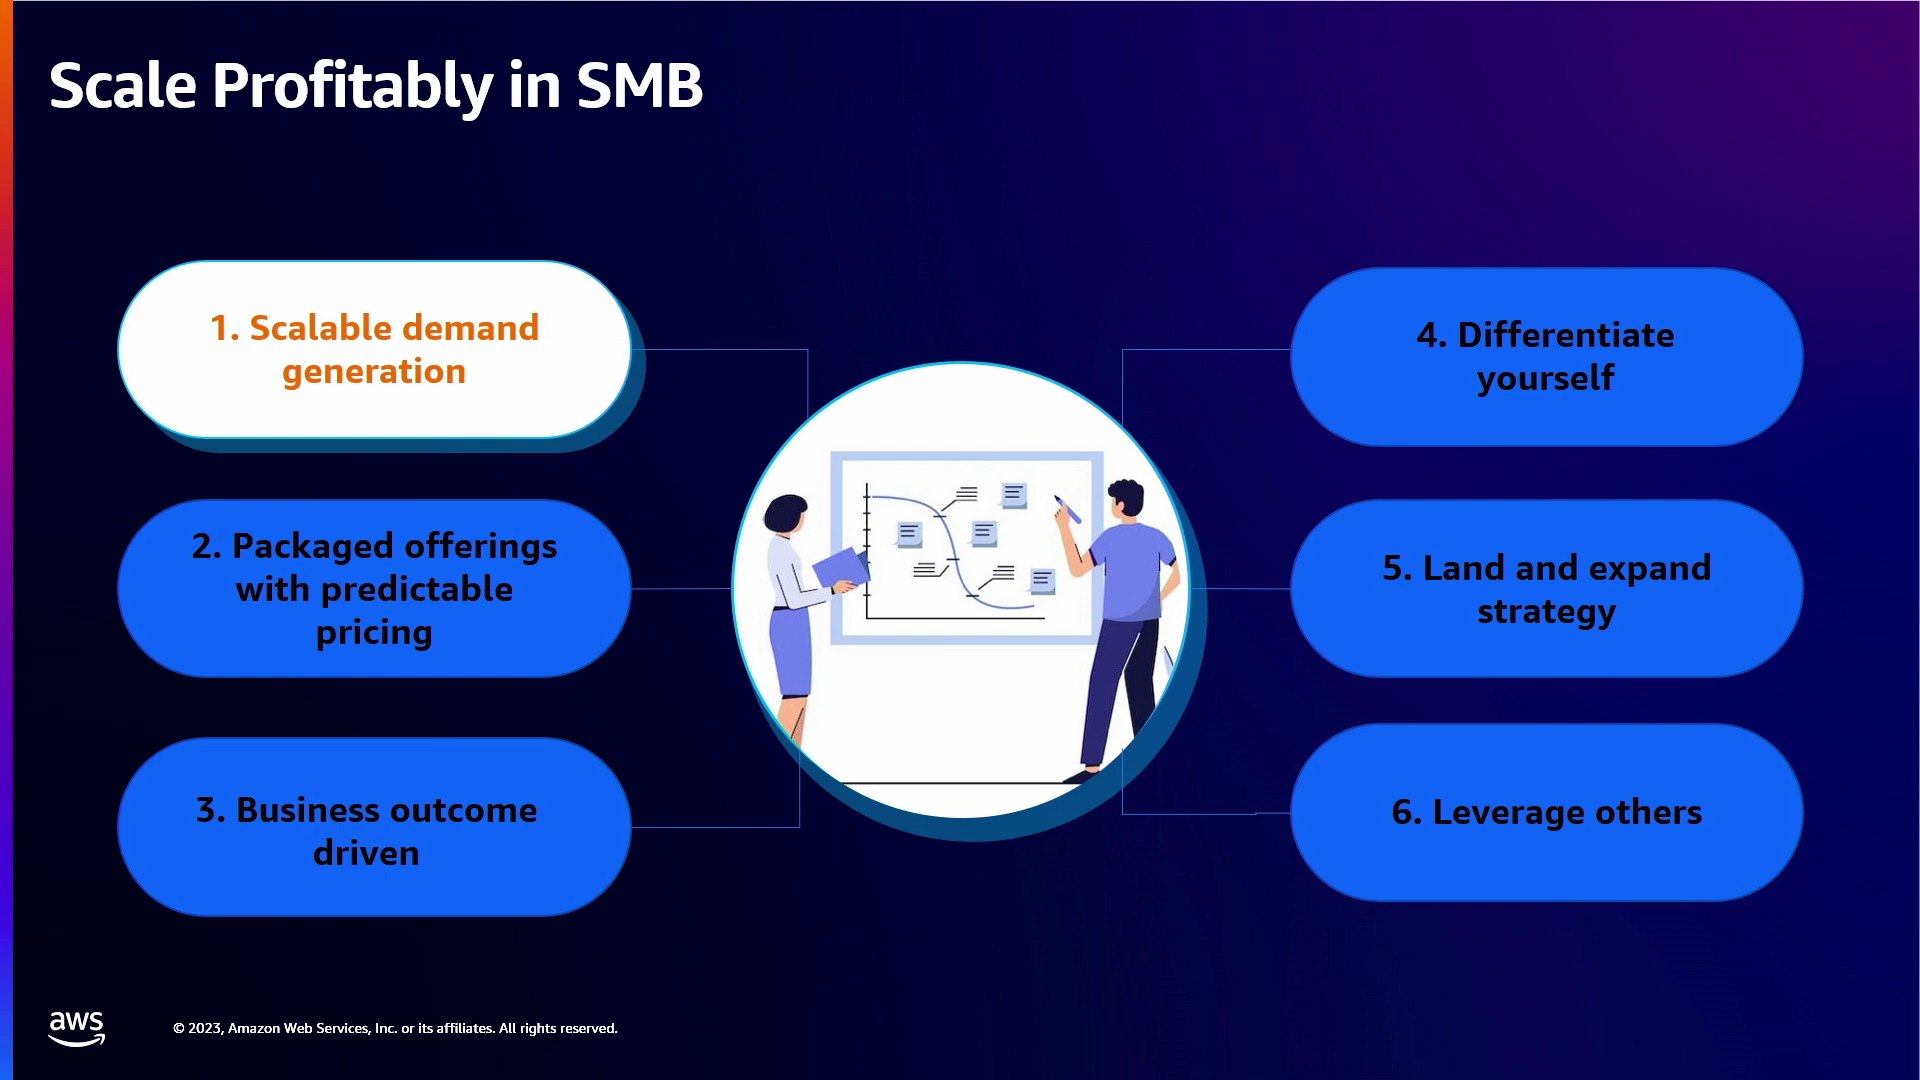 Scale Profitably in SMB
1. Scalable demand
generation
2. Packaged offerings
with predictable
pricing
3. Business outcome
driven
4. Differentiate
yourself
5. Land and expand
strategy
6. Leverage others
aws
© 2023, Amazon Web Services, Inc. or its affiliates. All rights reserved.